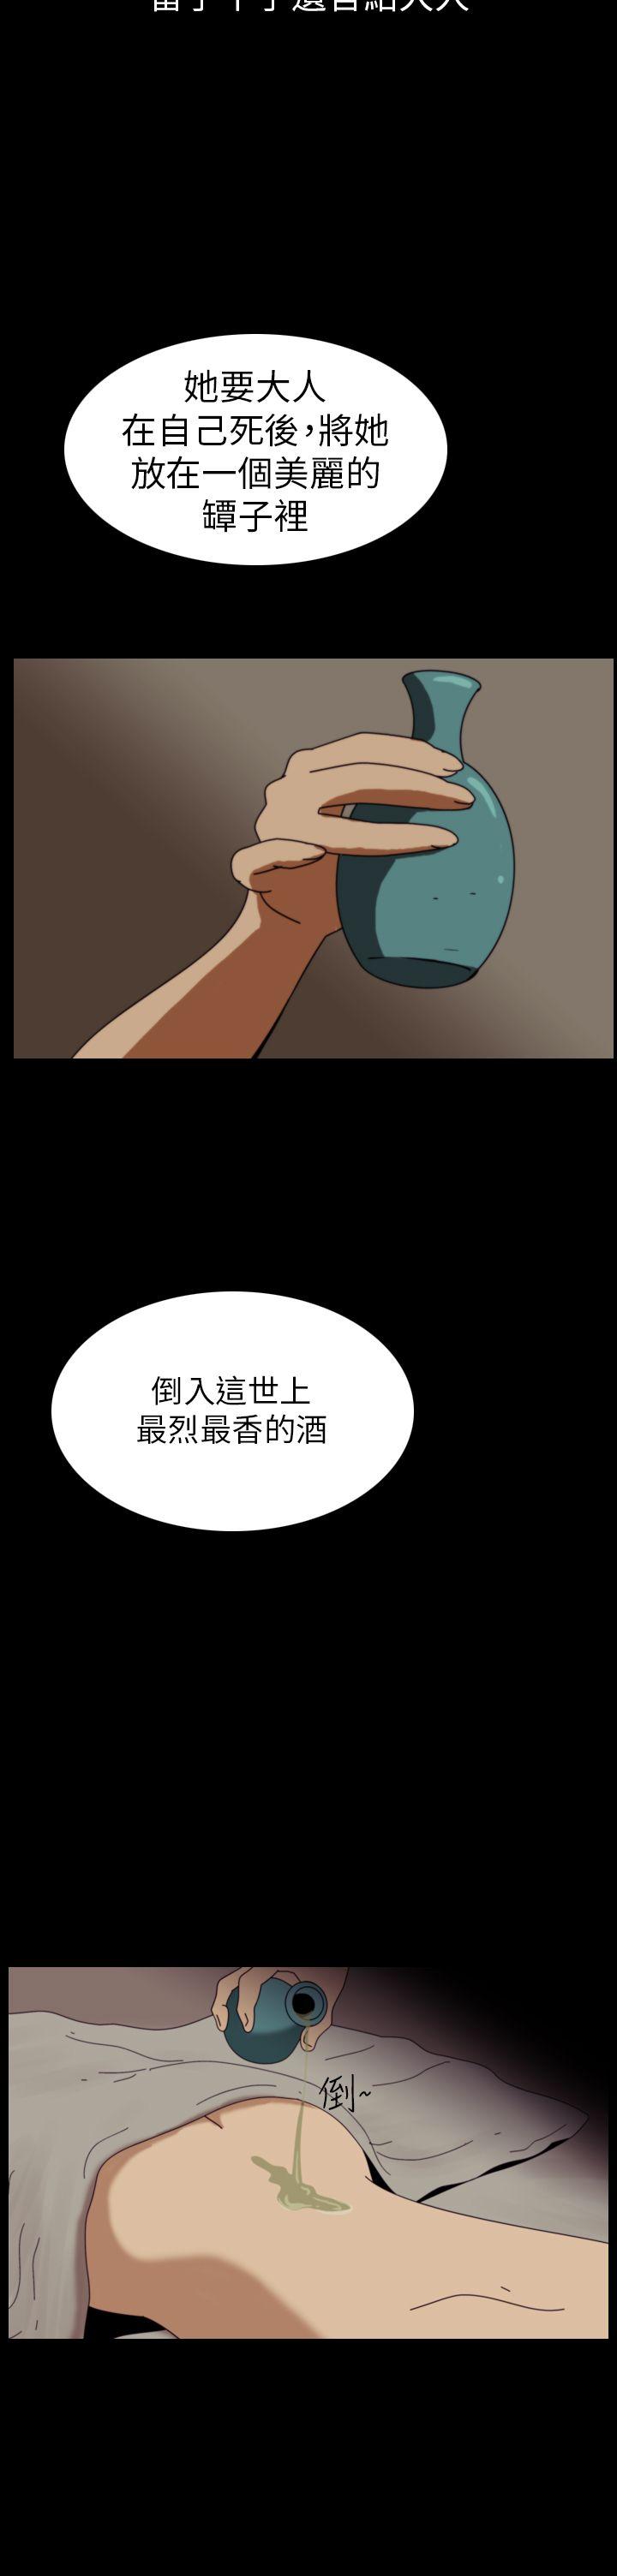 她要大人
在自己死後，將她
放在一個美麗的
罈子裡
倒入這世上
最烈最香的酒
倒~